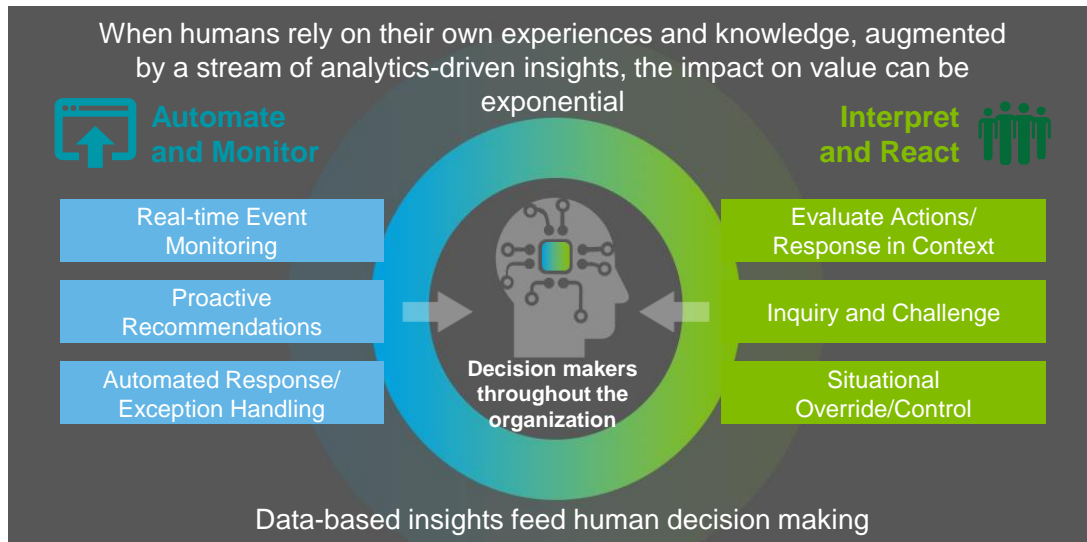 When humans rely on their own experiences and knowledge, augmented
by a stream of analytics-driven insights, the impact on value can be
exponential
Automate
and Monitor
Interpret
and React
Real-time Event
Monitoring
Evaluate Actions/
Response in Context
Proactive
Recommendations
Inquiry and Challenge
Automated Response/
Exception Handling
Decision makers
throughout the
organization
Situational
Override/Control
Data-based insights feed human decision making